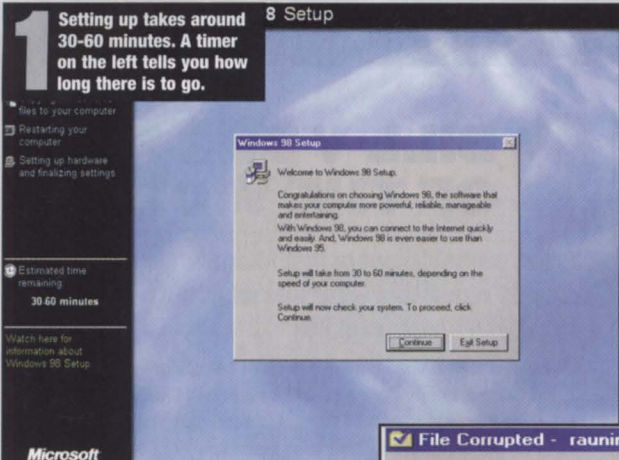 1
Setting up takes around
30-60 minutes. A timer
on the left tells you how
long there is to go.
8 Setup
files to your computer
Restarting your
computer
Setting up hardware
and finalizing settings
Estimated time
remaining:
30-60 minutes
Watch here for
information about
Windows 98 Setup
Microsoft
Windows 98 Setup
Welcome to Windows 98 Setup.
Congratulations on choosing Windows 98, the software that
makes your computer more powerful, reliable, manageable
and entertaining.
With Windows 98, you can connect to the Internet quickly
and easily. And, Windows 98 is even easier to use than
Windows 95.
Setup will take from 30 to 60 minutes, depending on the
speed of your computer.
Setup will now check your system. To proceed, click
Continue.
Continue
Exit Setup
File Corrupted - raunin